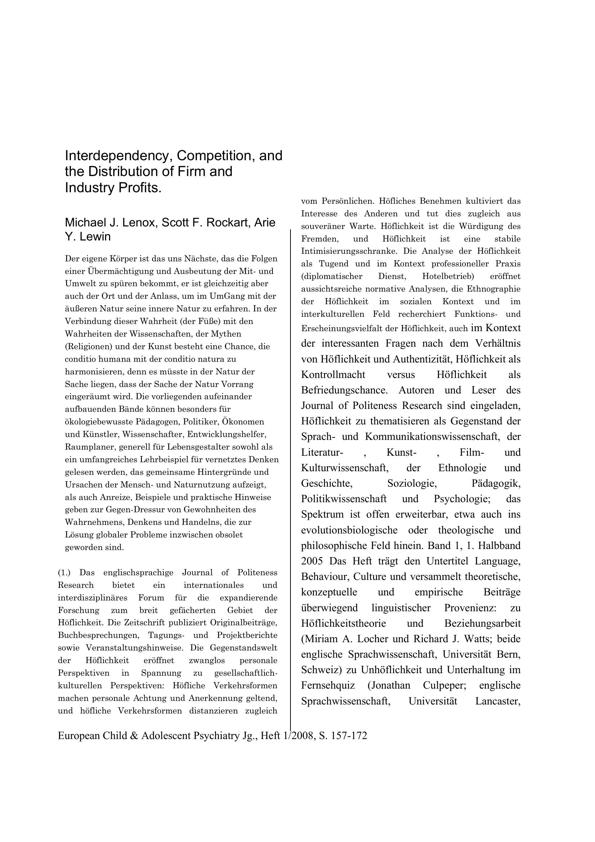 Interdependency, Competition, and
the Distribution of Firm and
Industry Profits.
Michael J. Lenox, Scott F. Rockart, Arie
Y. Lewin
Der eigene Körper ist das uns Nächste, das die Folgen
einer Übermächtigung und Ausbeutung der Mit- und
Umwelt zu spüren bekommt, er ist gleichzeitig aber
auch der Ort und der Anlass, um im UmGang mit der
äußeren Natur seine innere Natur zu erfahren. In der
Verbindung dieser Wahrheit (der Füße) mit den
Wahrheiten der Wissenschaften, der Mythen
(Religionen) und der Kunst besteht eine Chance, die
conditio humana mit der conditio natura zu
harmonisieren, denn es müsste in der Natur der
Sache liegen, dass der Sache der Natur Vorrang
eingeräumt wird. Die vorliegenden aufeinander
aufbauenden Bände können besonders für
ökologiebewusste Pädagogen, Politiker, Ökonomen
und Künstler, Wissenschafter, Entwicklungshelfer,
Raumplaner, generell für Lebensgestalter sowohl als
ein umfangreiches Lehrbeispiel für vernetztes Denken
gelesen werden, das gemeinsame Hintergründe und
Ursachen der Mensch- und Naturnutzung aufzeigt,
als auch Anreize, Beispiele und praktische Hinweise
geben zur Gegen-Dressur von Gewohnheiten des
Wahrnehmens, Denkens und Handelns, die zur
Lösung globaler Probleme inzwischen obsolet
geworden sind.
(1.) Das englischsprachige Journal of Politeness
Research bietet ein internationales und
interdisziplinäres Forum für die expandierende
Forschung zum breit gefächerten Gebiet der
Höflichkeit. Die Zeitschrift publiziert Originalbeiträge,
Buchbesprechungen, Tagungs- und Projektberichte
sowie Veranstaltungshinweise. Die Gegenstandswelt
der Höflichkeit eröffnet zwanglos personale
Perspektiven in Spannung zu gesellschaftlich-
kulturellen Perspektiven: Höfliche Verkehrsformen
machen personale Achtung und Anerkennung geltend,
und höfliche Verkehrsformen distanzieren zugleich
vom Persönlichen. Höfliches Benehmen kultiviert das
Interesse des Anderen und tut dies zugleich aus
souveräner Warte. Höflichkeit ist die Würdigung des
Fremden, und Höflichkeit ist eine stabile
Intimisierungsschranke. Die Analyse der Höflichkeit
als Tugend und im Kontext professioneller Praxis
(diplomatischer Dienst, Hotelbetrieb) eröffnet
aussichtsreiche normative Analysen, die Ethnographie
der Höflichkeit im sozialen Kontext und im
interkulturellen Feld recherchiert Funktions- und
Erscheinungsvielfalt der Höflichkeit, auch im Kontext
der interessanten Fragen nach dem Verhältnis
von Höflichkeit und Authentizität, Höflichkeit als
Kontrollmacht versus Höflichkeit als
Befriedungschance. Autoren und Leser des
Journal of Politeness Research sind eingeladen,
Höflichkeit zu thematisieren als Gegenstand der
Sprach- und Kommunikationswissenschaft, der
Literatur- , Kunst- , Film- und
Kulturwissenschaft, der Ethnologie und
Geschichte, Soziologie, Pädagogik,
Politikwissenschaft und Psychologie; das
Spektrum ist offen erweiterbar, etwa auch ins
evolutionsbiologische oder theologische und
philosophische Feld hinein. Band 1, 1. Halbband
2005 Das Heft trägt den Untertitel Language,
Behaviour, Culture und versammelt theoretische,
konzeptuelle und empirische Beiträge
überwiegend linguistischer Provenienz: zu
Höflichkeitstheorie und Beziehungsarbeit
(Miriam A. Locher und Richard J. Watts; beide
englische Sprachwissenschaft, Universität Bern,
Schweiz) zu Unhöflichkeit und Unterhaltung im
Fernsehquiz (Jonathan Culpeper; englische
Sprachwissenschaft, Universität Lancaster,
European Child & Adolescent Psychiatry Jg., Heft 1/2008, S. 157-172